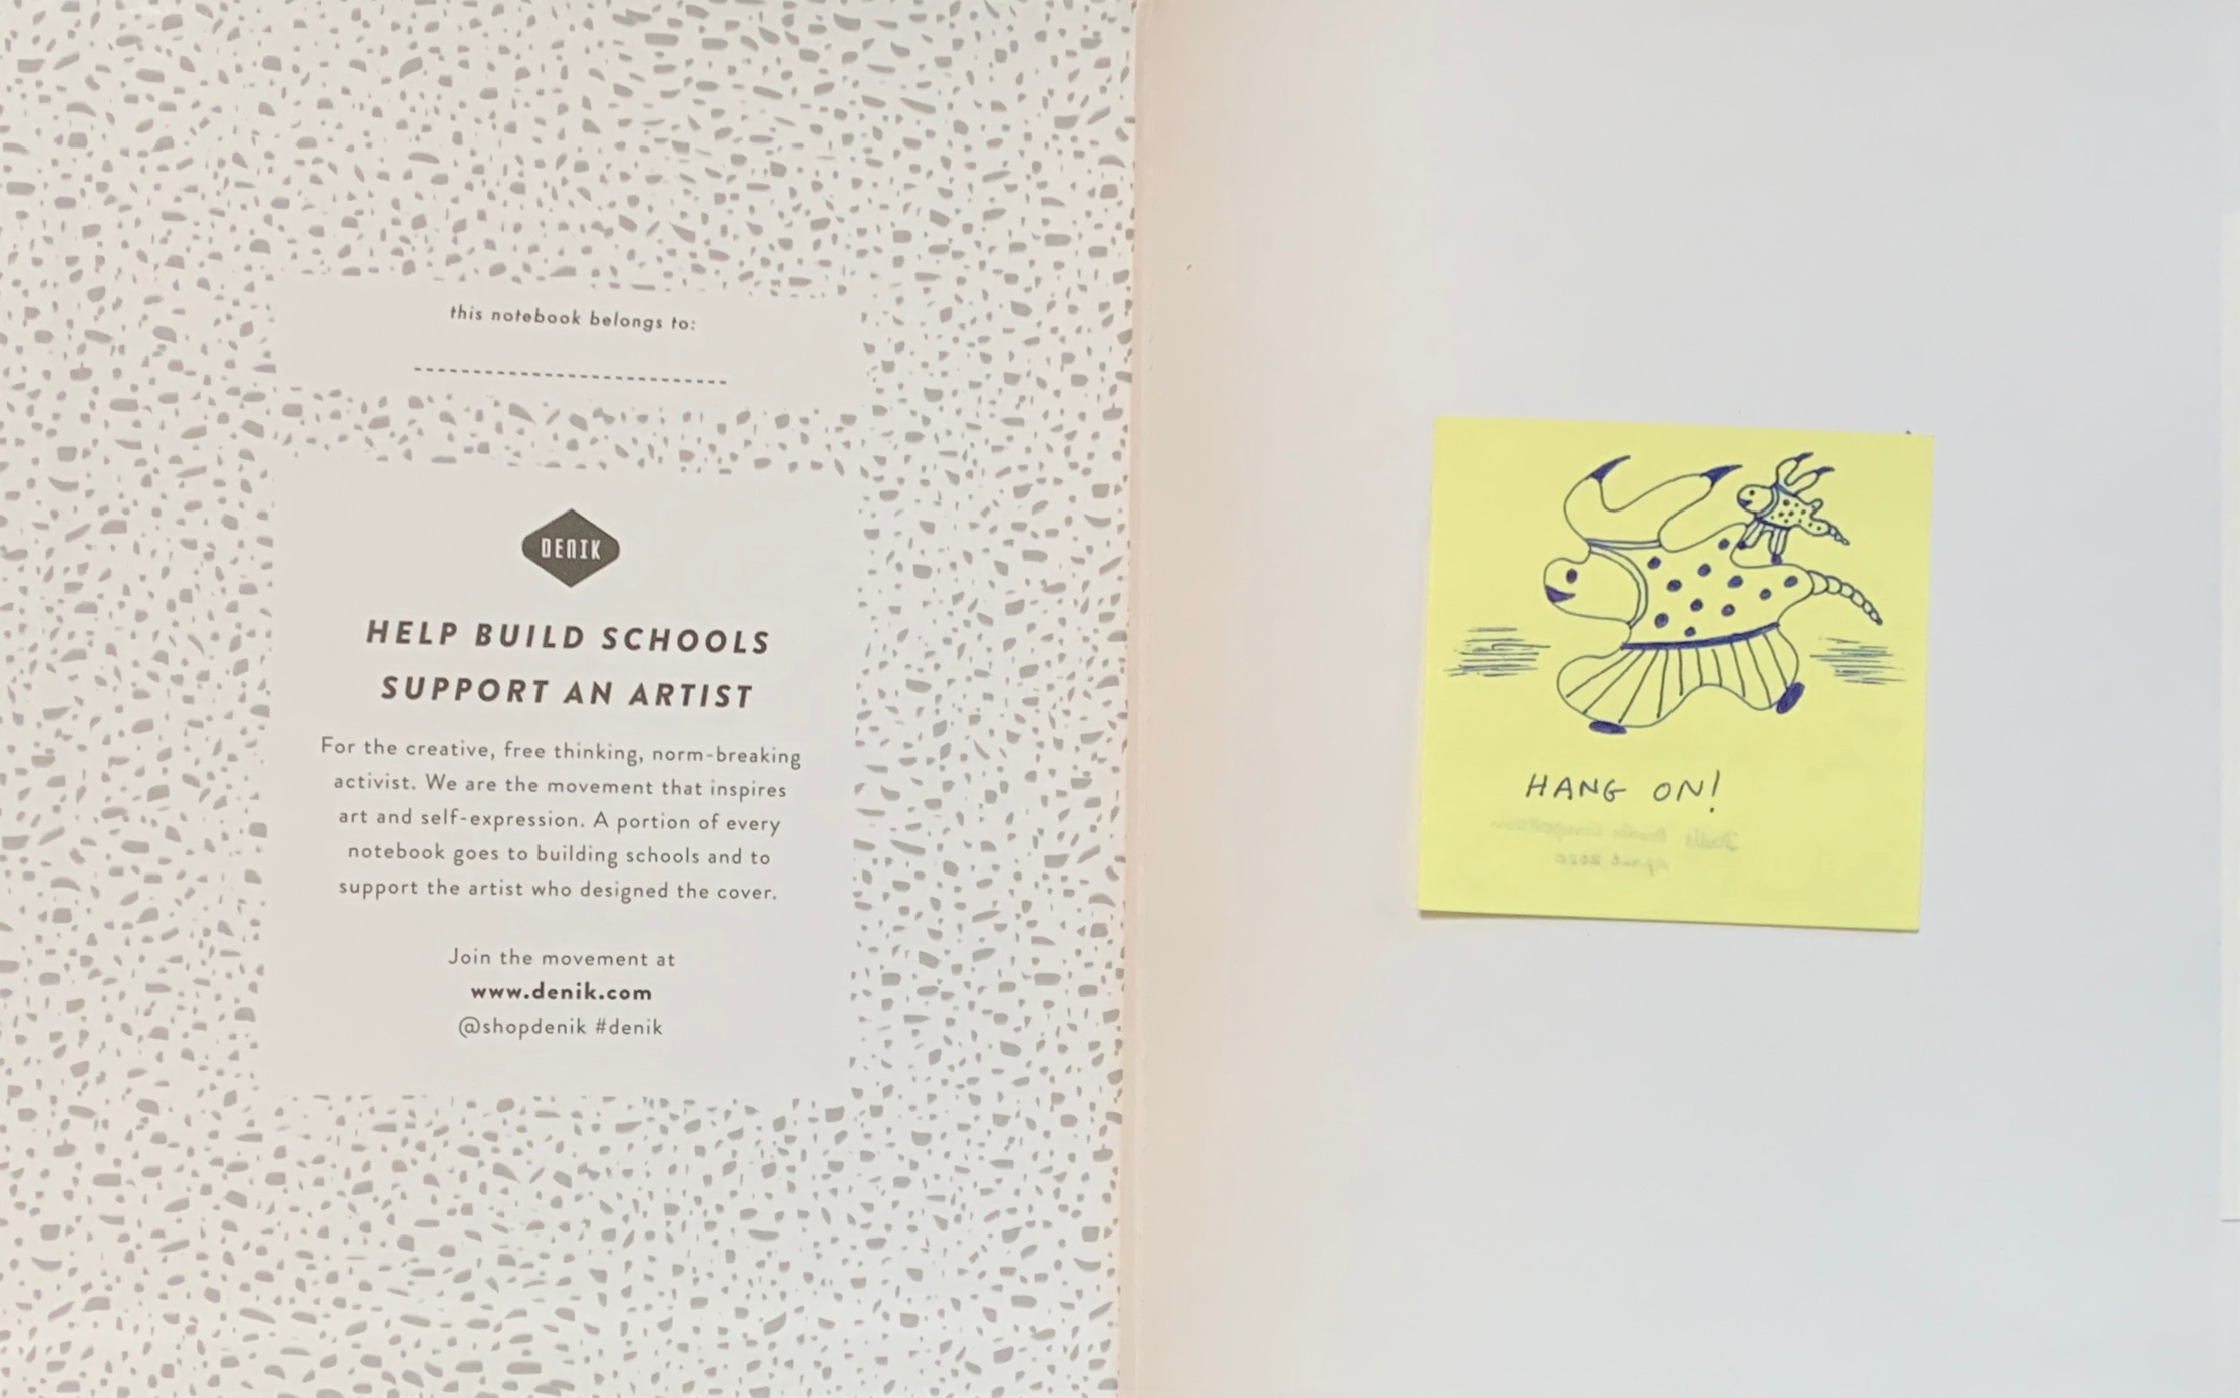 this notebook belongs to:
DENIK
HELP BUILD SCHOOLS
SUPPORT AN ARTIST
For the creative, free thinking, norm-breaking
activist. We are the movement that inspires
art and self-expression. A portion of every
notebook goes to building schools and to
support the artist who designed the cover.
Join the movement at
www.denik.com
@shopdenik #denik
HANG ON!